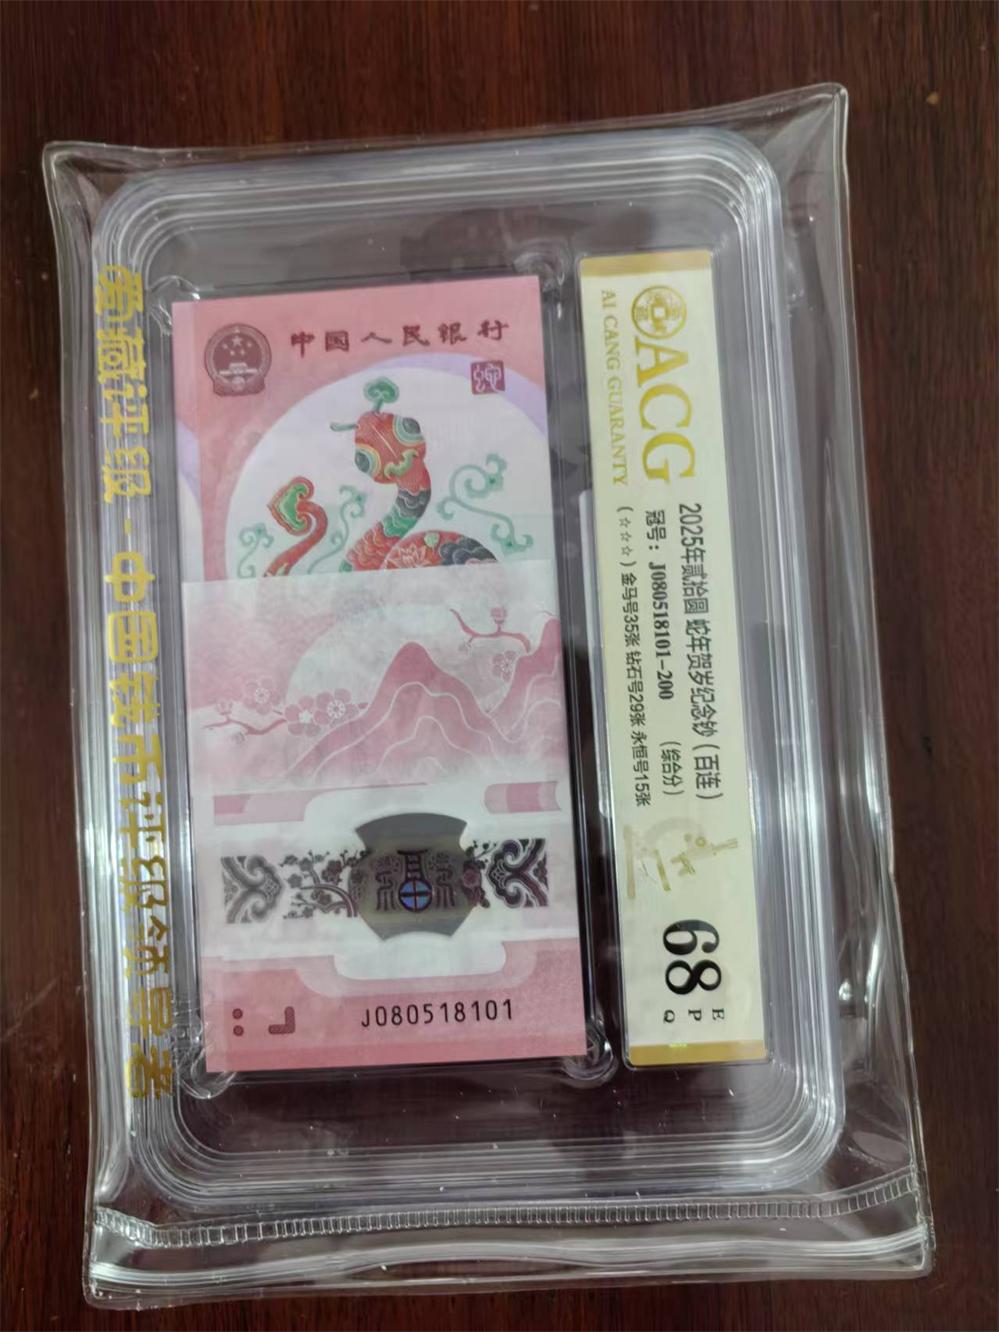 爱藏评级-中国钱币评级领导者
中国人民银行
J080518101
ACG
AI CANG GUARANTY
2025年贰拾圆 蛇年贺岁纪念钞（百连）
冠号：J080518101-200 （综合分）
(☆☆☆) 金马号35张 钻石号29张 永恒号15张
68
E
P
Q